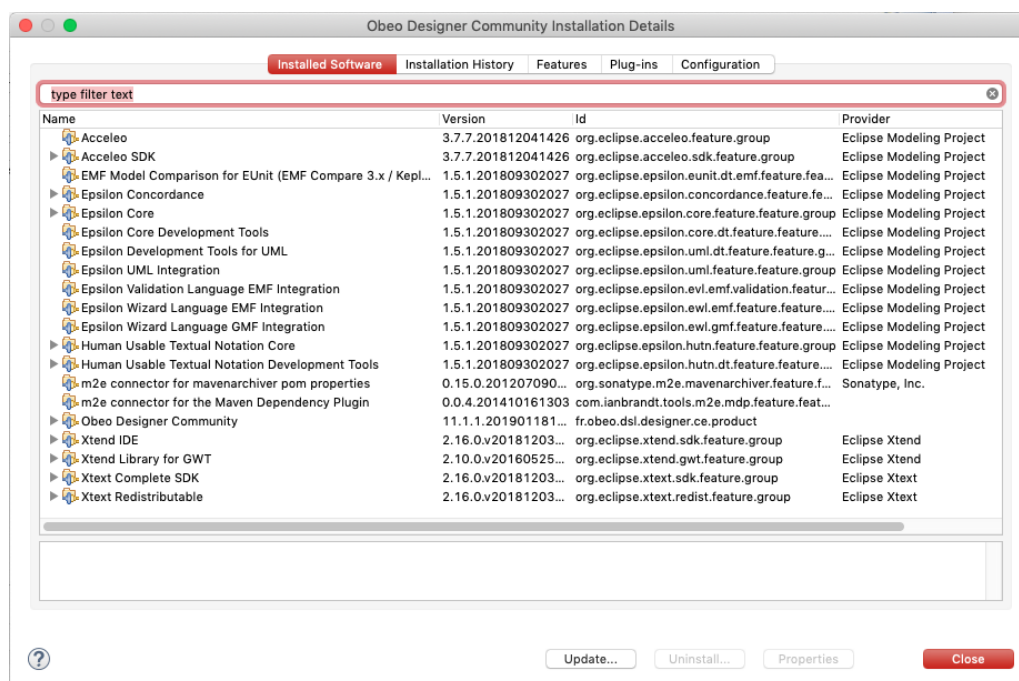 Obeo Designer Community Installation Details
Installed Software Installation History Features Plug-ins Configuration
type filter text
Name Version Id Provider
Acceleo 3.7.7.201812041426 org.eclipse.acceleo.feature.group Eclipse Modeling Project
Acceleo SDK 3.7.7.201812041426 org.eclipse.acceleo.sdk.feature.group Eclipse Modeling Project
EMF Model Comparison for EUnit (EMF Compare 3.x / Kepl... 1.5.1.201809302027 org.eclipse.epsilon.eunit.dt.emf.feature.fea... Eclipse Modeling Project
Epsilon Concordance 1.5.1.201809302027 org.eclipse.epsilon.concordance.feature.fe... Eclipse Modeling Project
Epsilon Core 1.5.1.201809302027 org.eclipse.epsilon.core.feature.feature.group Eclipse Modeling Project
Epsilon Core Development Tools 1.5.1.201809302027 org.eclipse.epsilon.core.dt.feature.feature.... Eclipse Modeling Project
Epsilon Development Tools for UML 1.5.1.201809302027 org.eclipse.epsilon.uml.dt.feature.feature.g... Eclipse Modeling Project
Epsilon UML Integration 1.5.1.201809302027 org.eclipse.epsilon.uml.feature.feature.group Eclipse Modeling Project
Epsilon Validation Language EMF Integration 1.5.1.201809302027 org.eclipse.epsilon.evl.emf.validation.featur... Eclipse Modeling Project
Epsilon Wizard Language EMF Integration 1.5.1.201809302027 org.eclipse.epsilon.ewl.emf.feature.feature.... Eclipse Modeling Project
Epsilon Wizard Language GMF Integration 1.5.1.201809302027 org.eclipse.epsilon.ewl.gmf.feature.feature.... Eclipse Modeling Project
Human Usable Textual Notation Core 1.5.1.201809302027 org.eclipse.epsilon.hutn.feature.feature.group Eclipse Modeling Project
Human Usable Textual Notation Development Tools 1.5.1.201809302027 org.eclipse.epsilon.hutn.dt.feature.feature.... Eclipse Modeling Project
m2e connector for mavenarchiver pom properties 0.15.0.201207090... org.sonatype.m2e.mavenarchiver.feature.f... Sonatype, Inc.
m2e connector for the Maven Dependency Plugin 0.0.4.201410161303 com.ianbrandt.tools.m2e.mdp.feature.feat...
Obeo Designer Community 11.1.1.201901181... fr.obeo.dsl.designer.ce.product
Xtend IDE 2.16.0.v20181203... org.eclipse.xtend.sdk.feature.group Eclipse Xtend
Xtend Library for GWT 2.10.0.v20160525... org.eclipse.xtend.gwt.feature.group Eclipse Xtend
Xtext Complete SDK 2.16.0.v20181203... org.eclipse.xtext.sdk.feature.group Eclipse Xtext
Xtext Redistributable 2.16.0.v20181203... org.eclipse.xtext.redist.feature.group Eclipse Xtext
? Update... Uninstall... Properties Close